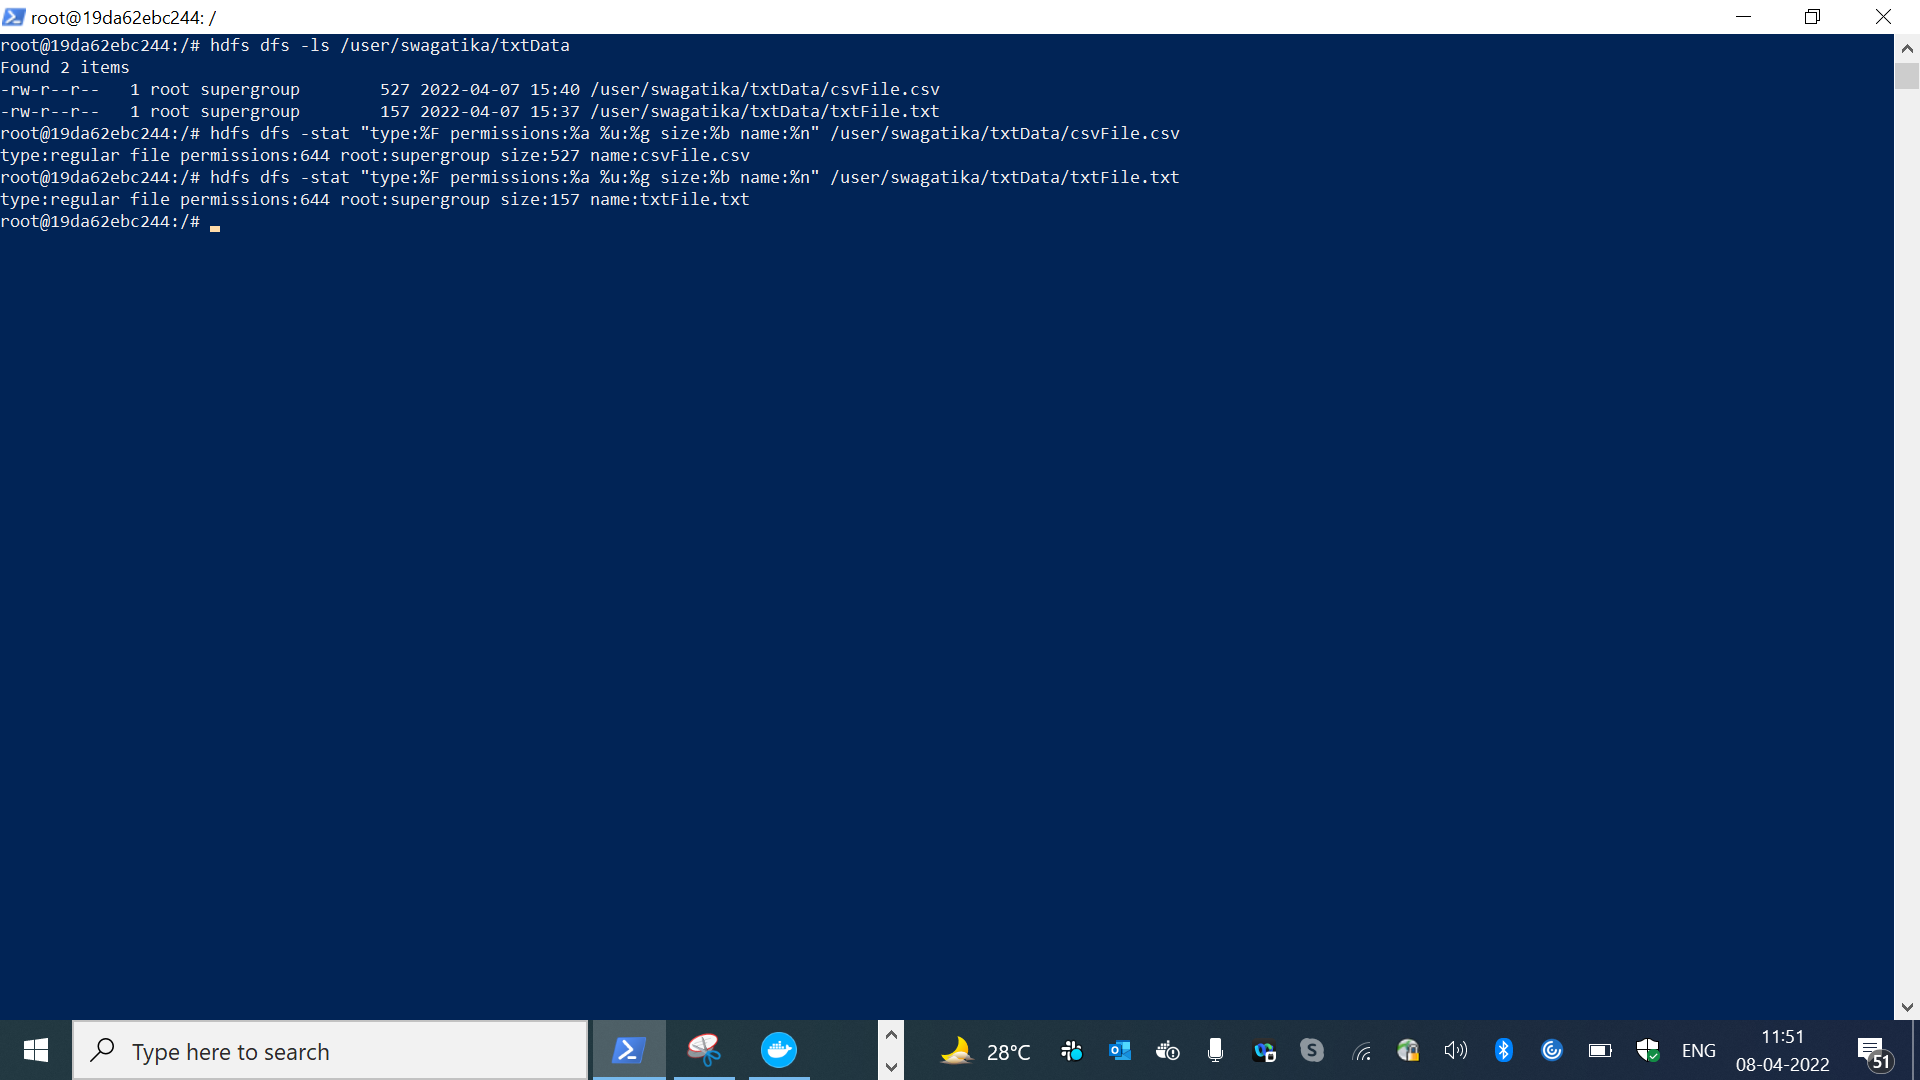 root@19da62ebc244: /
root@19da62ebc244:/# hdfs dfs -ls /user/swagatika/txtData
Found 2 items
-rw-r--r--   1 root supergroup        527 2022-04-07 15:40 /user/swagatika/txtData/csvFile.csv
-rw-r--r--   1 root supergroup        157 2022-04-07 15:37 /user/swagatika/txtData/txtFile.txt
root@19da62ebc244:/# hdfs dfs -stat "type:%F permissions:%a %u:%g size:%b name:%n" /user/swagatika/txtData/csvFile.csv
type:regular file permissions:644 root:supergroup size:527 name:csvFile.csv
root@19da62ebc244:/# hdfs dfs -stat "type:%F permissions:%a %u:%g size:%b name:%n" /user/swagatika/txtData/txtFile.txt
type:regular file permissions:644 root:supergroup size:157 name:txtFile.txt
root@19da62ebc244:/#
Type here to search
28°C
ENG
11:51
08-04-2022
51